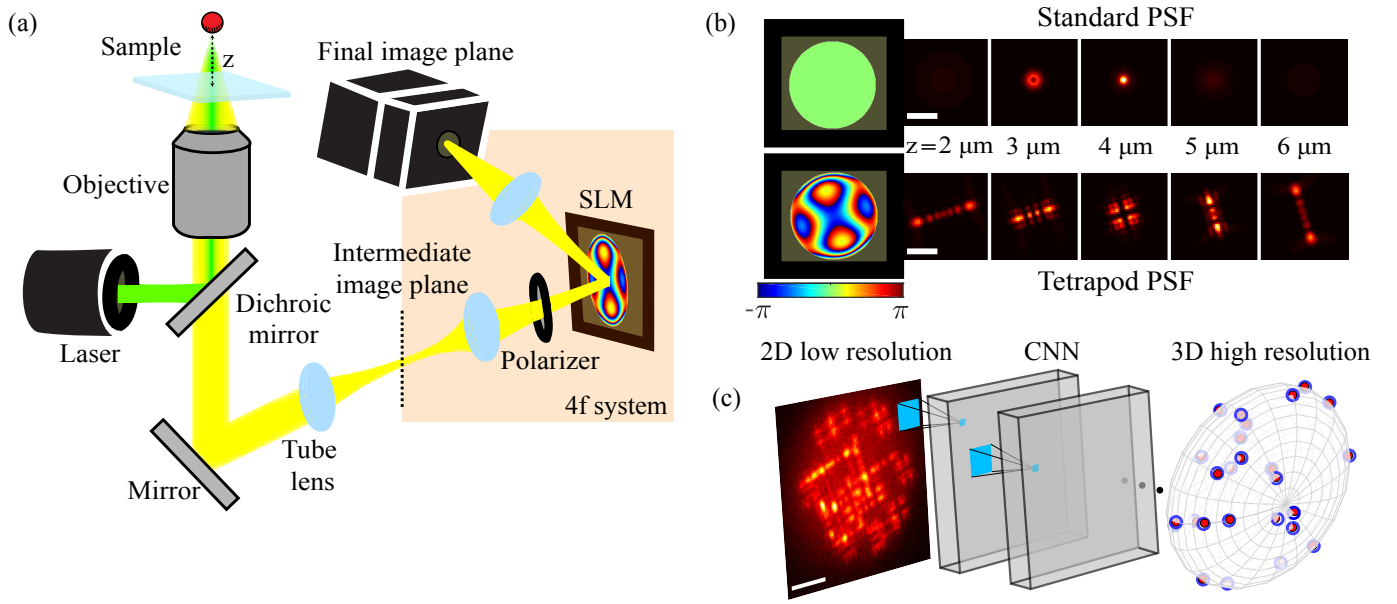 (a)
Sample
z
Final image plane
Objective
SLM
Intermediate
image plane
Dichroic
mirror
Laser
Polarizer
4f system
Tube
lens
Mirror
(b)
Standard PSF
z=2 μm 3 μm 4 μm 5 μm 6 μm
Tetrapod PSF
-π π
(c)
2D low resolution CNN 3D high resolution